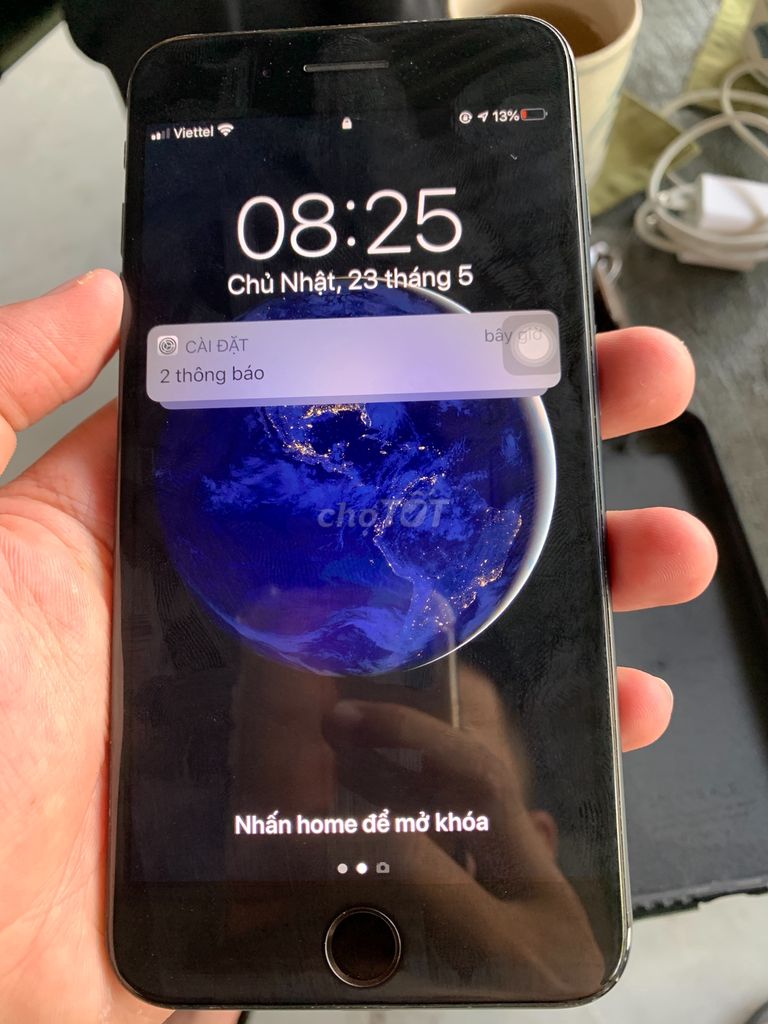 Viettel
13%
08:25
Chủ Nhật, 23 tháng 5
CÀI ĐẶT
bây giờ
2 thông báo
chợTỐT
Nhấn home để mở khóa